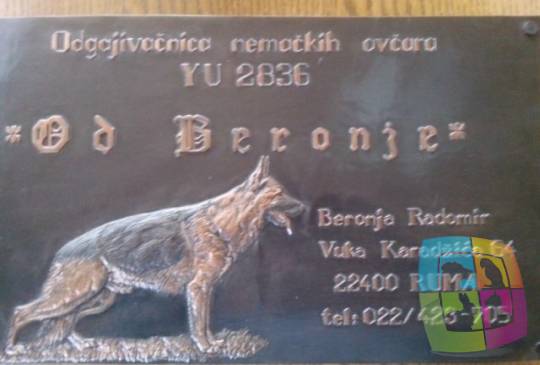 Odgajivačnica nemačkih ovčara
YU 2836
*Od Beronje*
Beronja Radomir
Vuka Karadžića 64
22400 RUMA
tel: 022/423-705